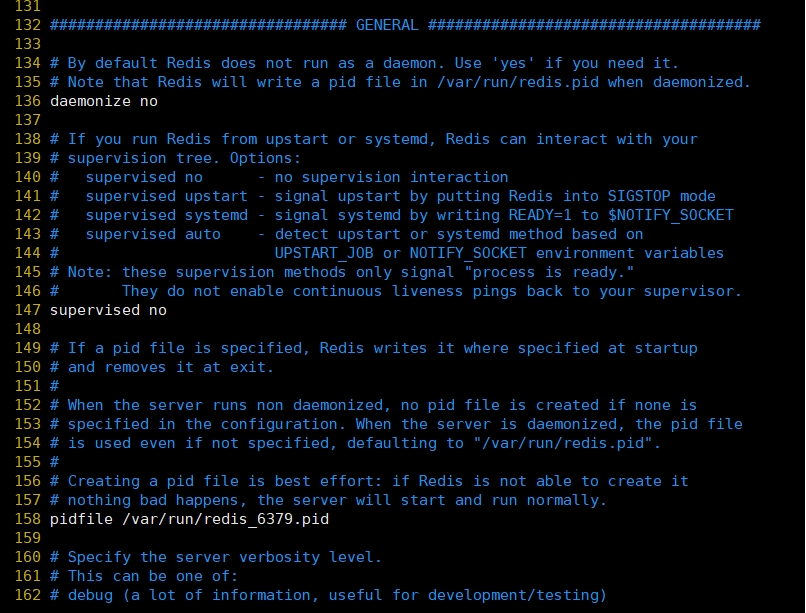 131
132 ################################# GENERAL #####################################
133
134 # By default Redis does not run as a daemon. Use 'yes' if you need it.
135 # Note that Redis will write a pid file in /var/run/redis.pid when daemonized.
136 daemonize no
137
138 # If you run Redis from upstart or systemd, Redis can interact with your
139 # supervision tree. Options:
140 #   supervised no      - no supervision interaction
141 #   supervised upstart - signal upstart by putting Redis into SIGSTOP mode
142 #   supervised systemd - signal systemd by writing READY=1 to $NOTIFY_SOCKET
143 #   supervised auto    - detect upstart or systemd method based on
144 #                        UPSTART_JOB or NOTIFY_SOCKET environment variables
145 # Note: these supervision methods only signal "process is ready."
146 #       They do not enable continuous liveness pings back to your supervisor.
147 supervised no
148
149 # If a pid file is specified, Redis writes it where specified at startup
150 # and removes it at exit.
151 #
152 # When the server runs non daemonized, no pid file is created if none is
153 # specified in the configuration. When the server is daemonized, the pid file
154 # is used even if not specified, defaulting to "/var/run/redis.pid".
155 #
156 # Creating a pid file is best effort: if Redis is not able to create it
157 # nothing bad happens, the server will start and run normally.
158 pidfile /var/run/redis_6379.pid
159
160 # Specify the server verbosity level.
161 # This can be one of:
162 # debug (a lot of information, useful for development/testing)